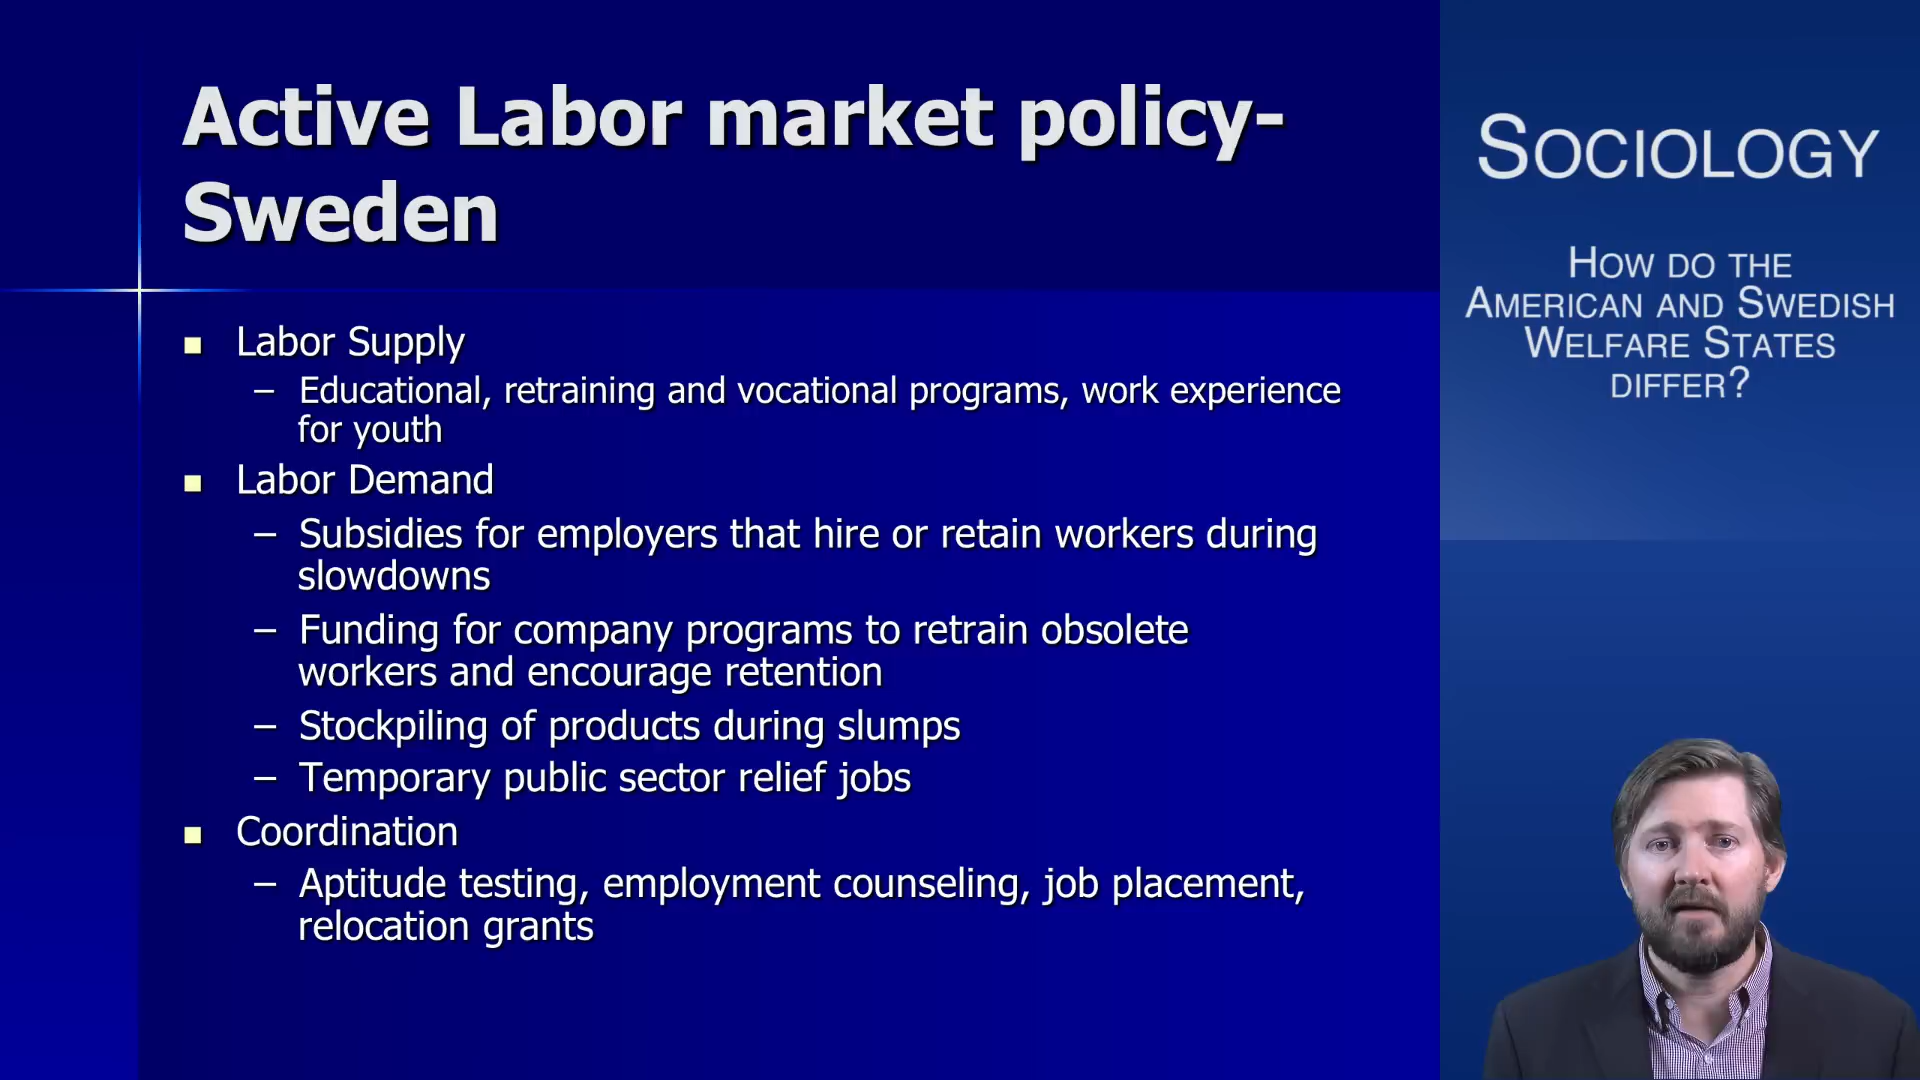 Active Labor market policy-
Sweden
Labor Supply
– Educational, retraining and vocational programs, work experience
for youth
Labor Demand
– Subsidies for employers that hire or retain workers during
slowdowns
– Funding for company programs to retrain obsolete
workers and encourage retention
– Stockpiling of products during slumps
– Temporary public sector relief jobs
Coordination
– Aptitude testing, employment counseling, job placement,
relocation grants
SOCIOLOGY
HOW DO THE
AMERICAN AND SWEDISH
WELFARE STATES
DIFFER?